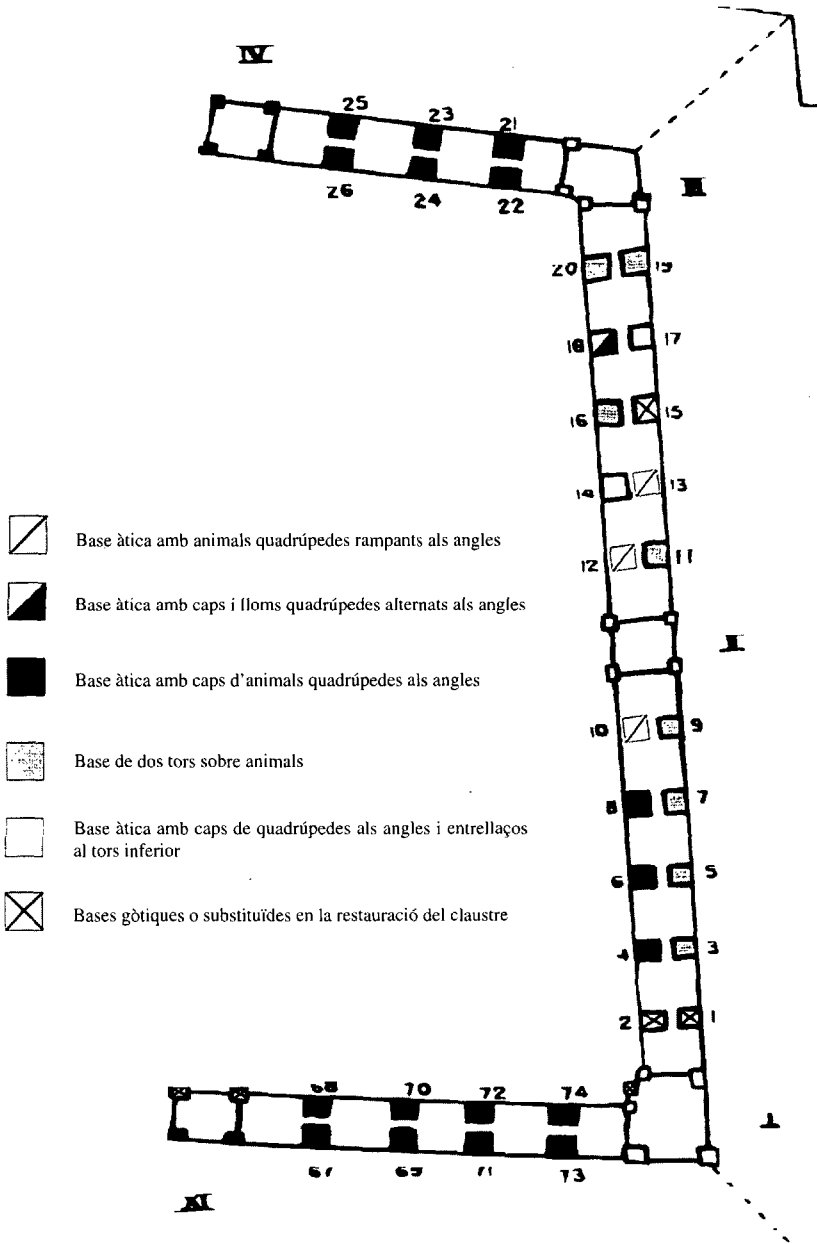 IV
25 23 21
26 24 22
III
20 19
18 17
16 15
14 13
12 11
II
10 9
8 7
6 5
4 3
2 1
Base àtica amb animals quadrúpedes rampants als angles
Base àtica amb caps i lloms quadrúpedes alternats als angles
Base àtica amb caps d'animals quadrúpedes als angles
Base de dos tors sobre animals
Base àtica amb caps de quadrúpedes als angles i entrellaços
al tors inferior
Bases gòtiques o substituïdes en la restauració del claustre
68 70 72 74
67 69 71 73
I
XI